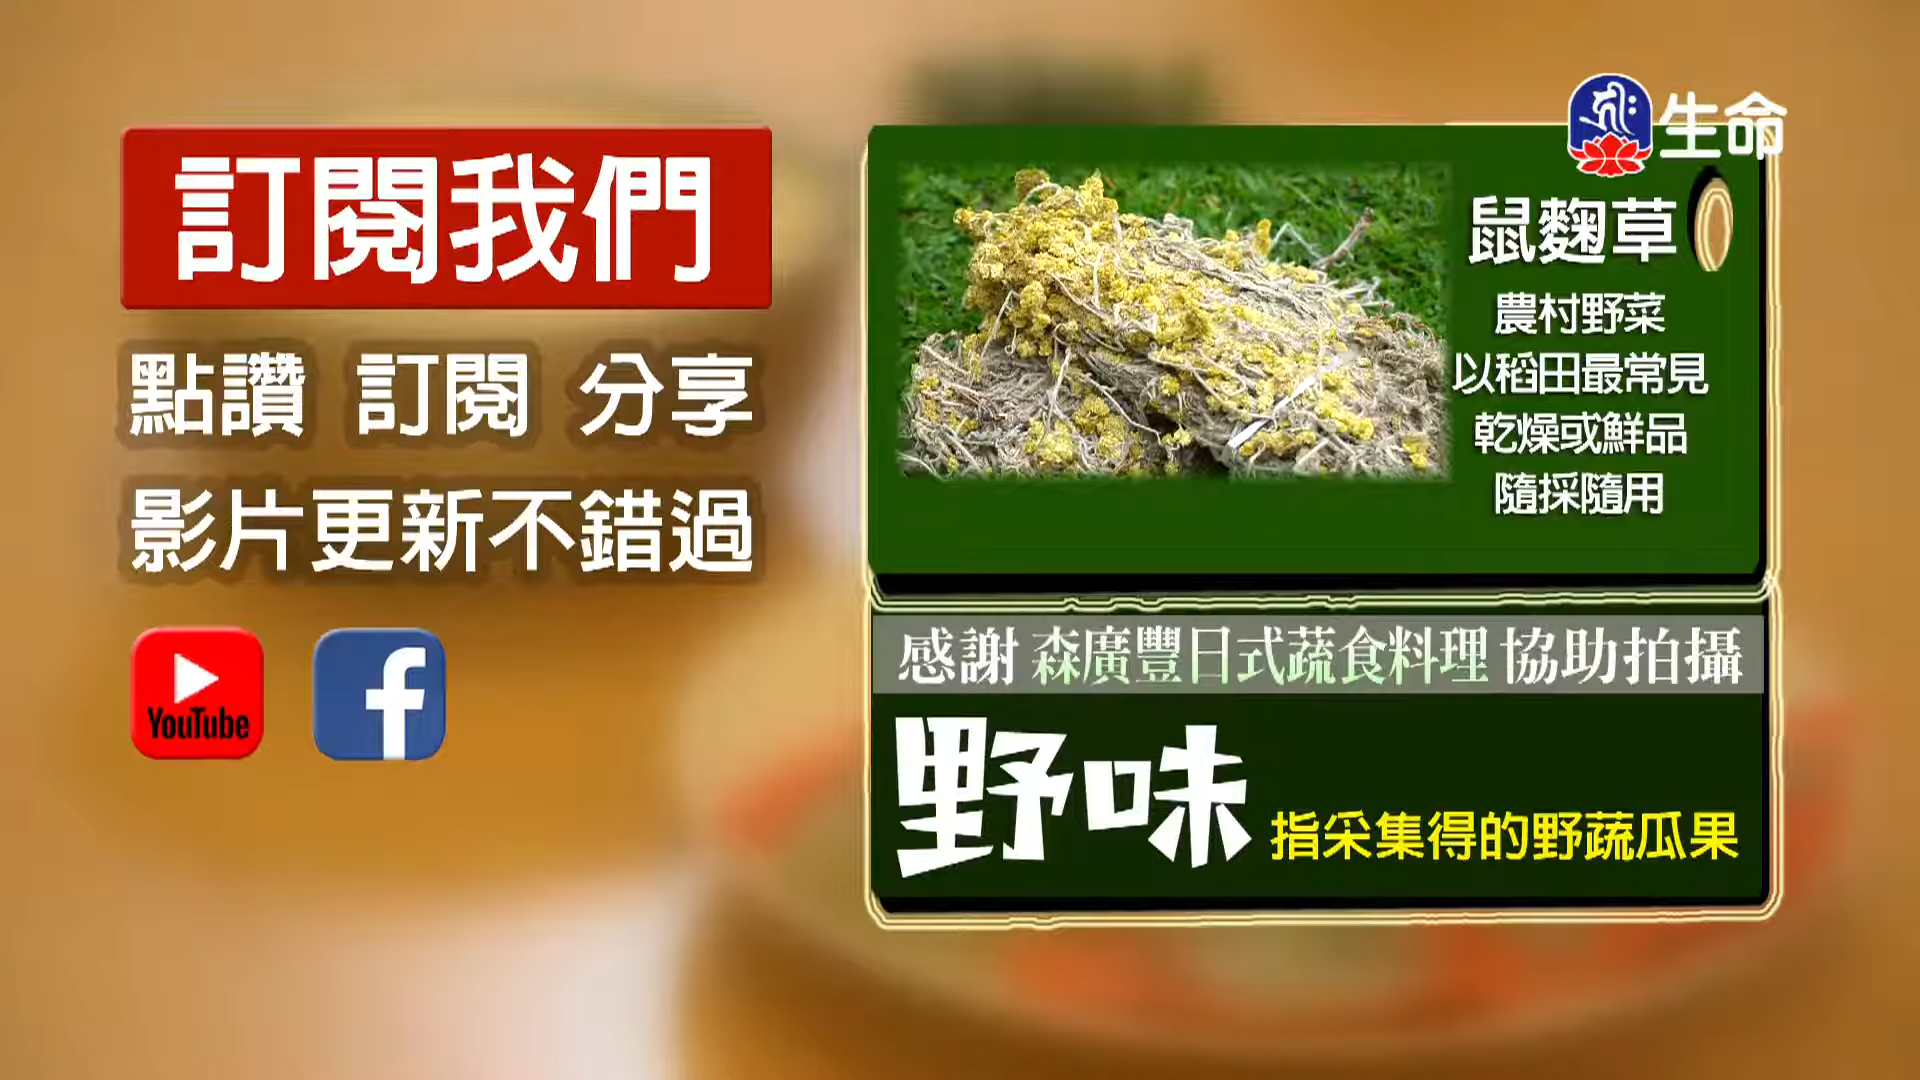 訂閱我們
點讚 訂閱 分享
影片更新不錯過
YouTube
f
生命
鼠麴草
農村野菜
以稻田最常見
乾燥或鮮品
隨採隨用
感謝 森廣豐日式蔬食料理 協助拍攝
野味 指采集得的野蔬瓜果